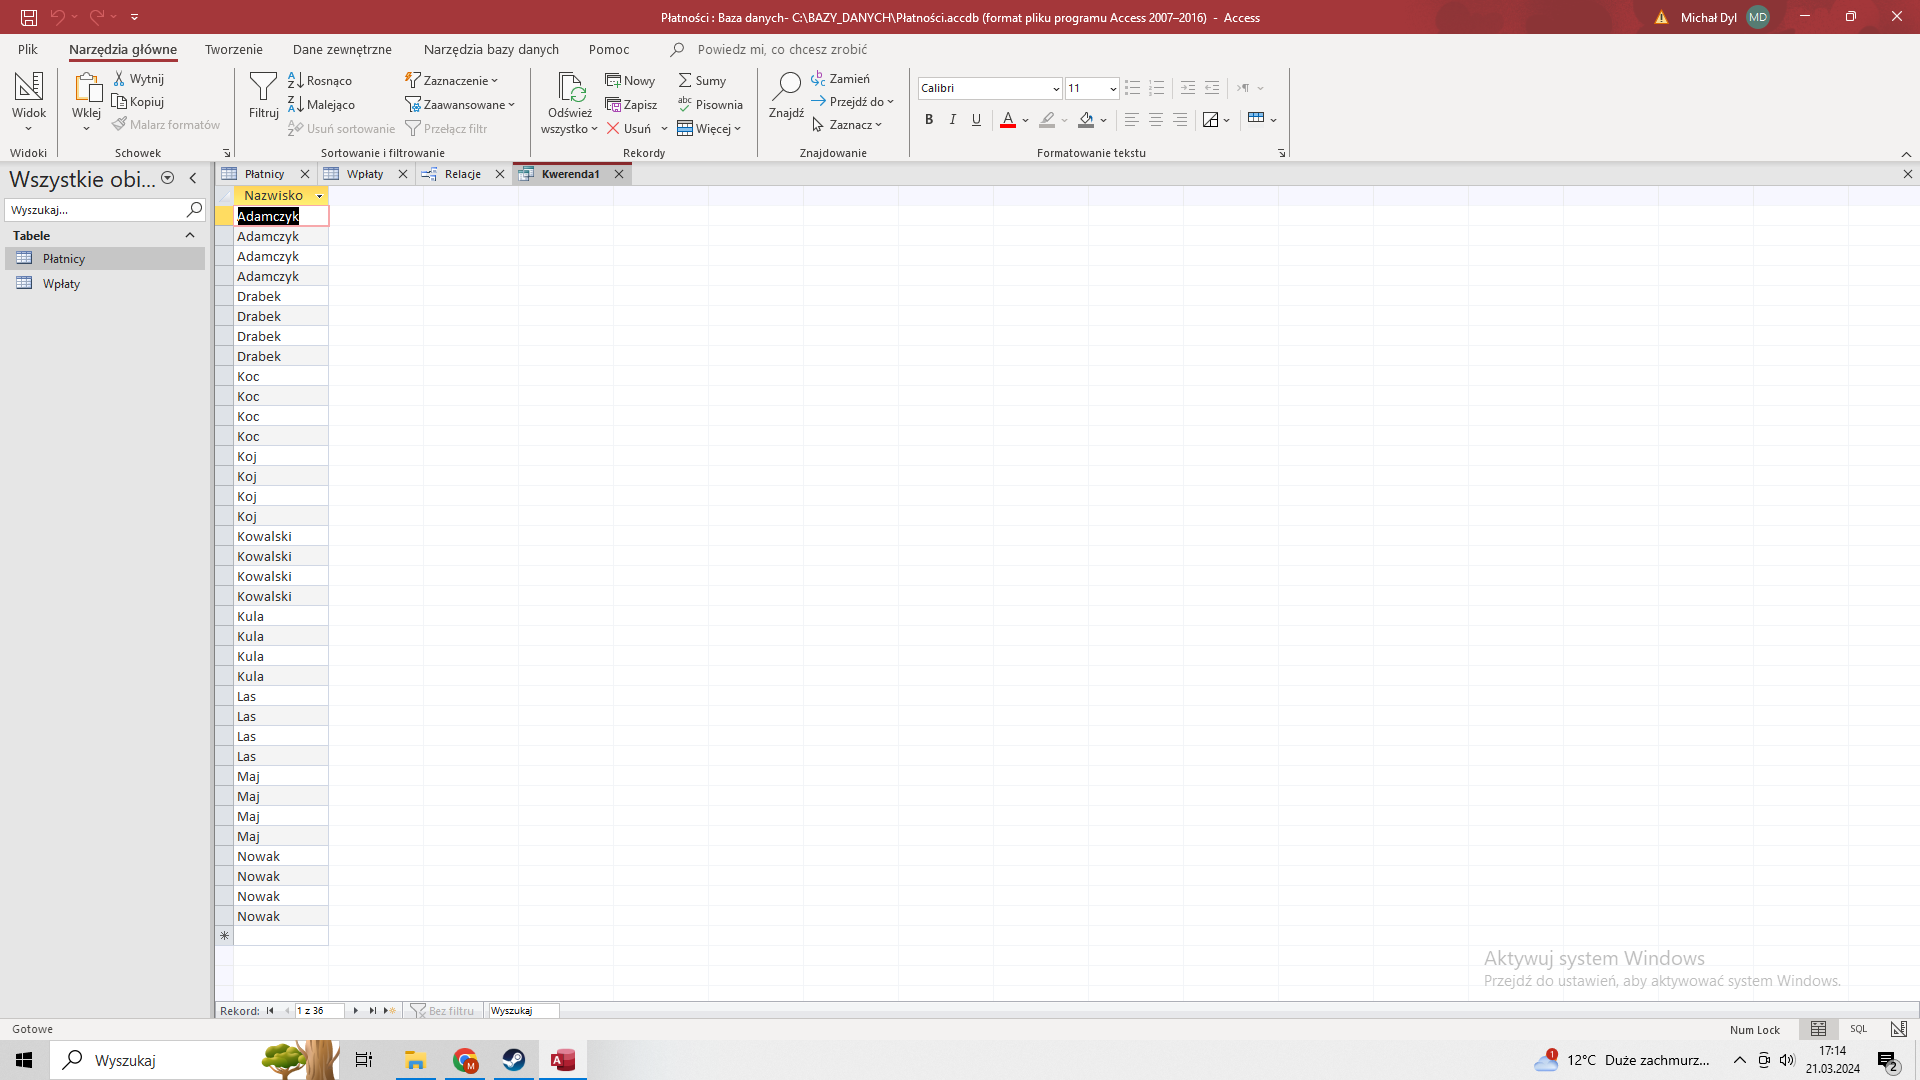 Płatności : Baza danych- C:\BAZY_DANYCH\Płatności.accdb (format pliku programu Access 2007–2016) - Access
Michał Dyl MD
Plik Narzędzia główne Tworzenie Dane zewnętrzne Narzędzia bazy danych Pomoc Powiedz mi, co chcesz zrobić
Widok
Widoki
Wklej
Wytnij
Kopiuj
Malarz formatów
Schowek
Filtruj
Rosnąco
Malejąco
Usuń sortowanie
Zaznaczenie
Zaawansowane
Przełącz filtr
Sortowanie i filtrowanie
Odśwież
wszystko
Nowy
Zapisz
Usuń
Sumy
Pisownia
Więcej
Rekordy
Znajdź
Zamień
Przejdź do
Zaznacz
Znajdowanie
Calibri 11
B I U A
Formatowanie tekstu
Wszystkie obi...
Wyszukaj...
Tabele
Płatnicy
Wpłaty
Płatnicy Wpłaty Relacje Kwerenda1
Nazwisko
Adamczyk
Adamczyk
Adamczyk
Adamczyk
Drabek
Drabek
Drabek
Drabek
Koc
Koc
Koc
Koc
Koj
Koj
Koj
Koj
Kowalski
Kowalski
Kowalski
Kowalski
Kula
Kula
Kula
Kula
Las
Las
Las
Las
Maj
Maj
Maj
Maj
Nowak
Nowak
Nowak
Nowak
Aktywuj system Windows
Przejdź do ustawień, aby aktywować system Windows.
Rekord: 1 z 36 Bez filtru Wyszukaj
Gotowe
Num Lock SQL
Wyszukaj
1 12°C Duże zachmurz...
17:14
21.03.2024
2